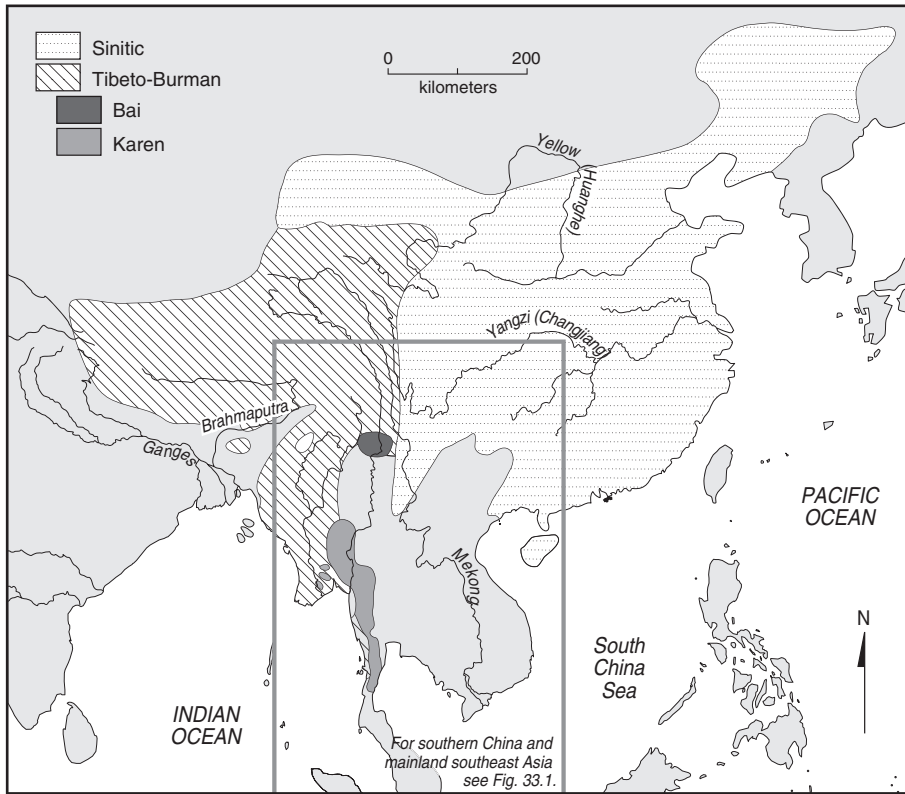 Sinitic
Tibeto-Burman
Bai
Karen
0 200
kilometers
Yellow
(Huanghe)
Yangzi (Changjiang)
Brahmaputra
Ganges
Mekong
PACIFIC
OCEAN
N
South
China
Sea
INDIAN
OCEAN
For southern China and
mainland southeast Asia
see Fig. 33.1.